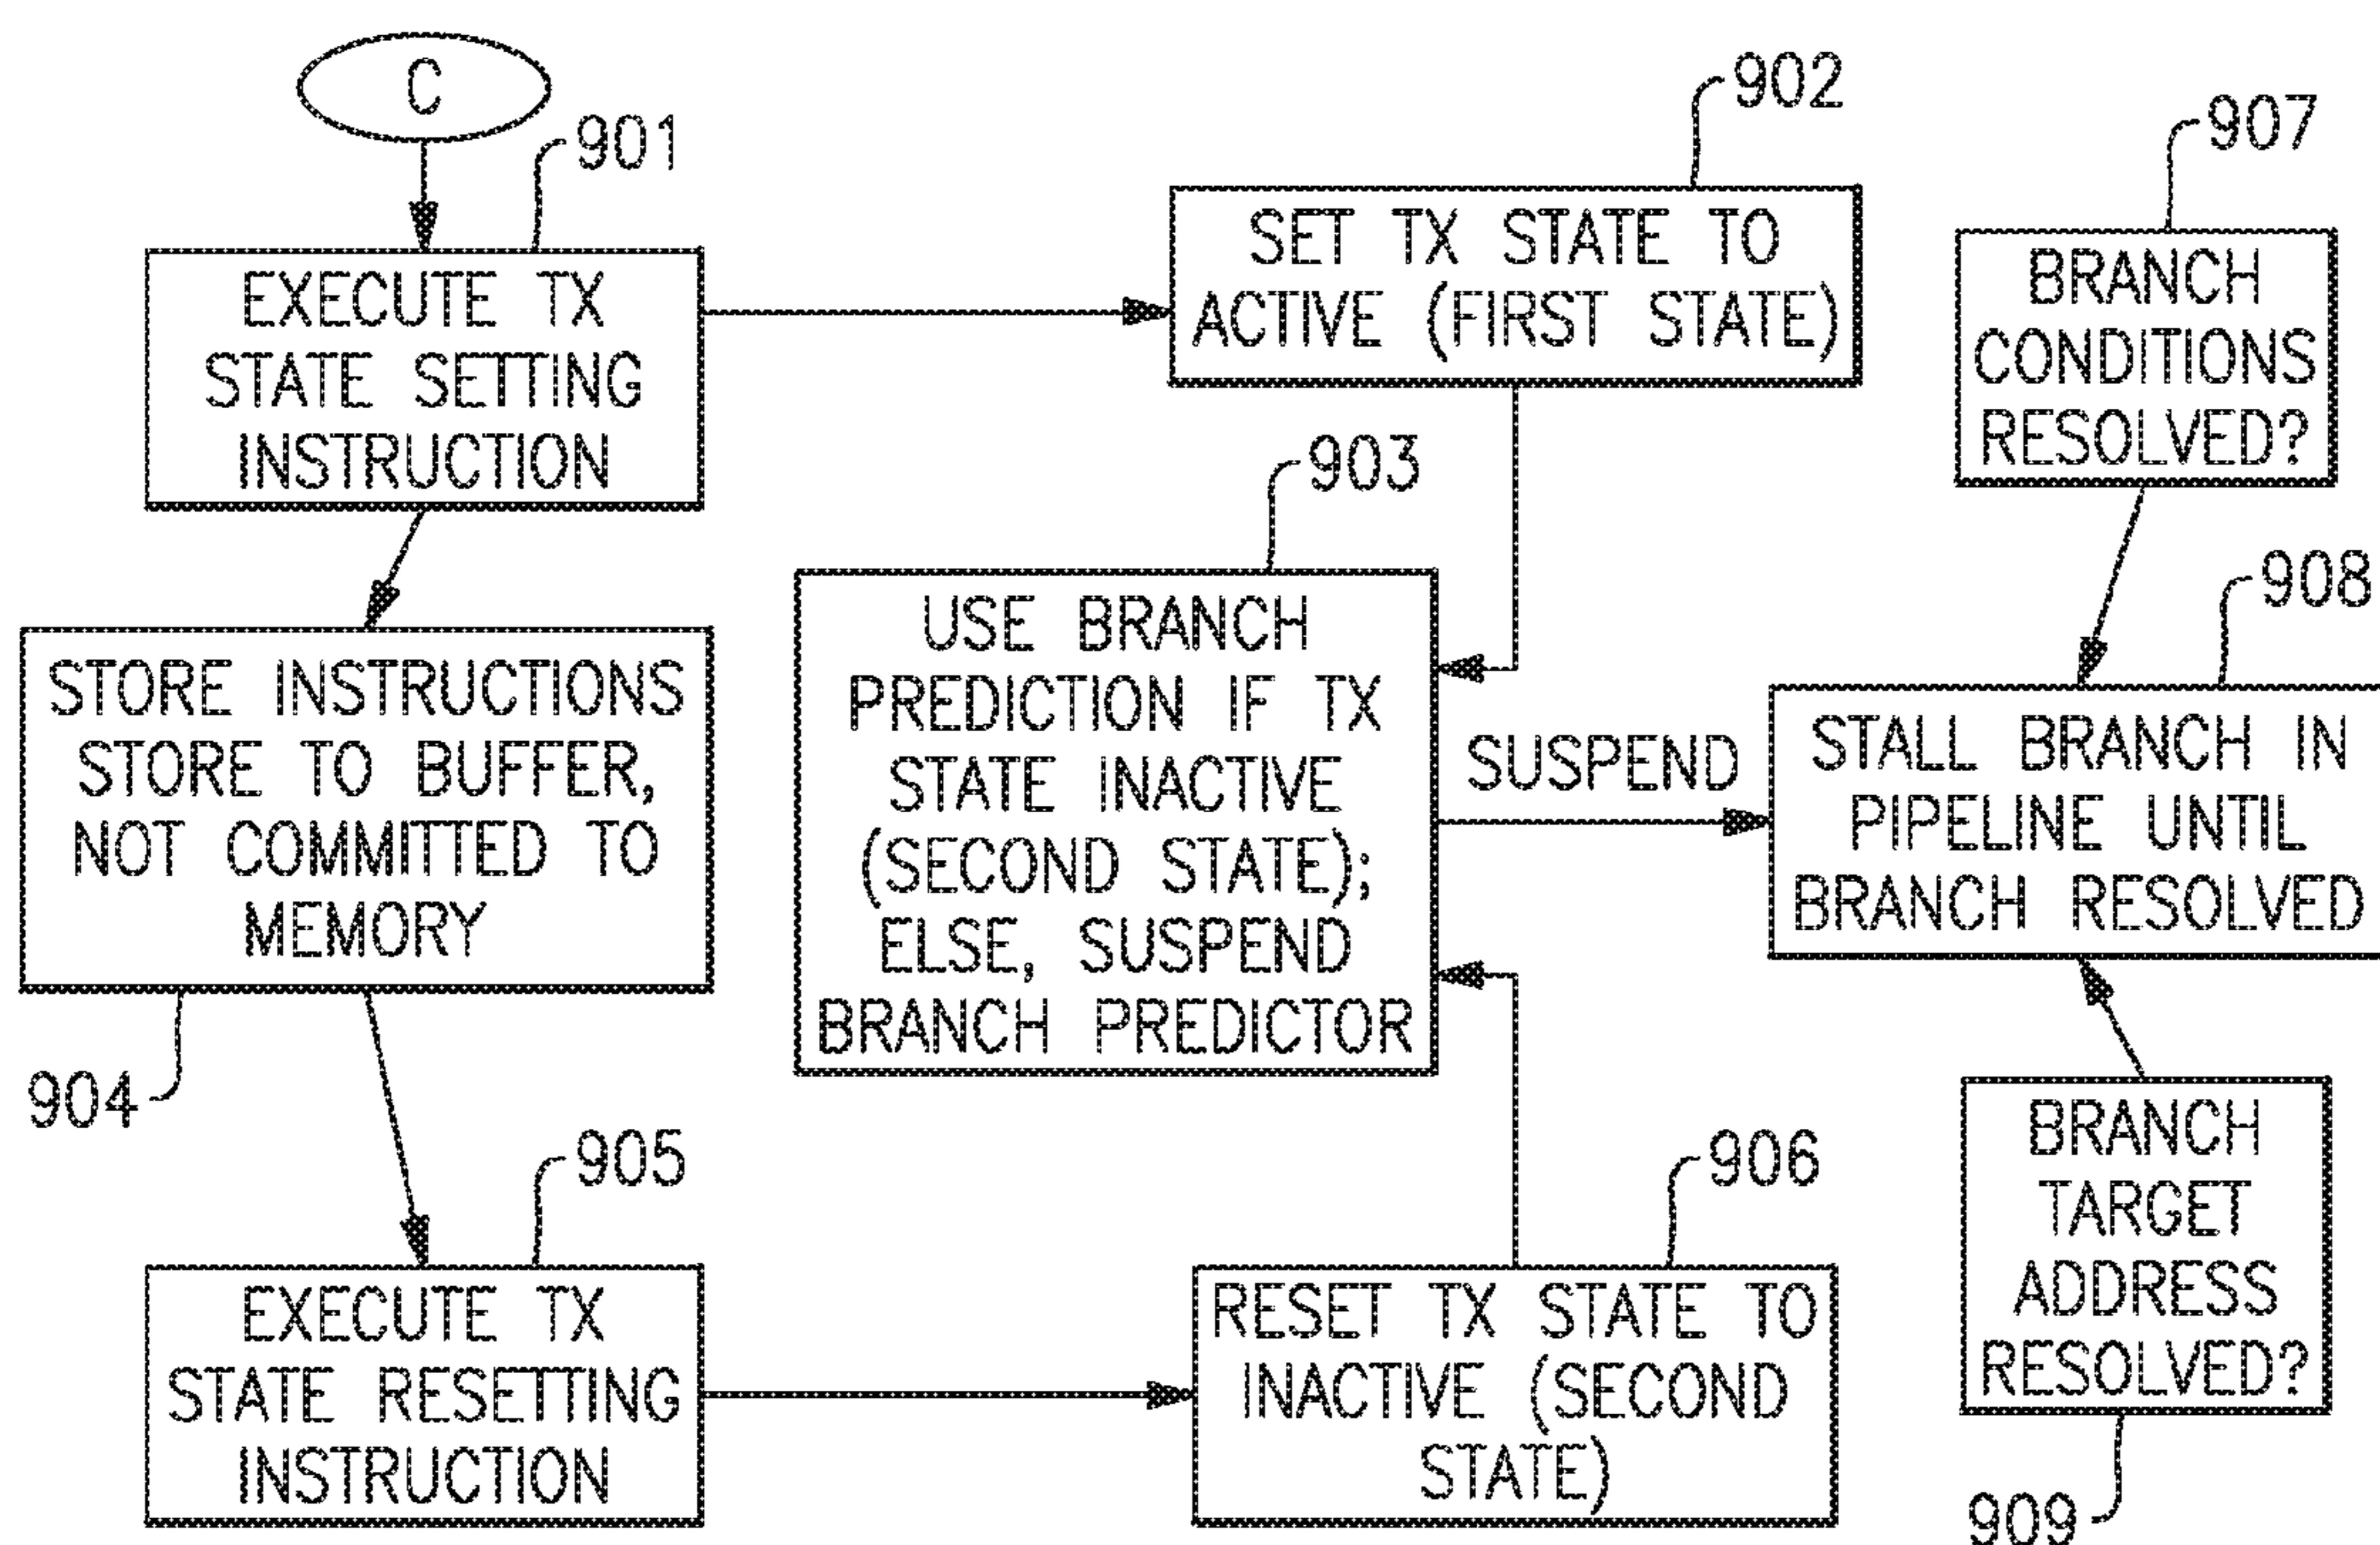 C
901
EXECUTE TX
STATE SETTING
INSTRUCTION
902
SET TX STATE TO
ACTIVE (FIRST STATE)
903
USE BRANCH
PREDICTION IF TX
STATE INACTIVE
(SECOND STATE);
ELSE, SUSPEND
BRANCH PREDICTOR
SUSPEND
907
BRANCH
CONDITIONS
RESOLVED?
908
STALL BRANCH IN
PIPELINE UNTIL
BRANCH RESOLVED
STORE INSTRUCTIONS
STORE TO BUFFER,
NOT COMMITTED TO
MEMORY
904
905
EXECUTE TX
STATE RESETTING
INSTRUCTION
906
RESET TX STATE TO
INACTIVE (SECOND
STATE)
BRANCH
TARGET
ADDRESS
RESOLVED?
909